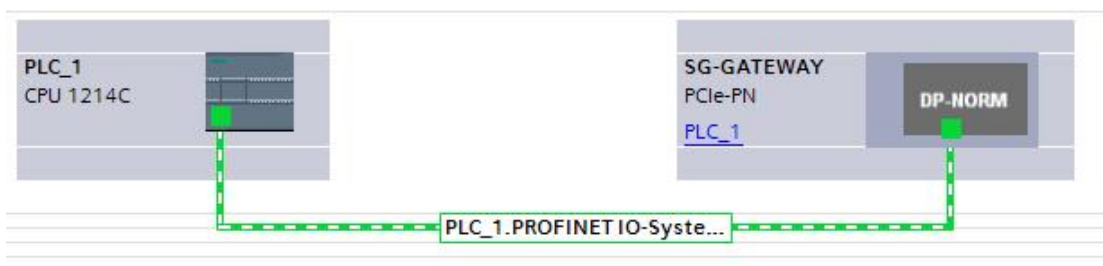 PLC_1
CPU 1214C
SG-GATEWAY
PCIe-PN
PLC_1
DP-NORM
PLC_1.PROFINET IO-Syste...